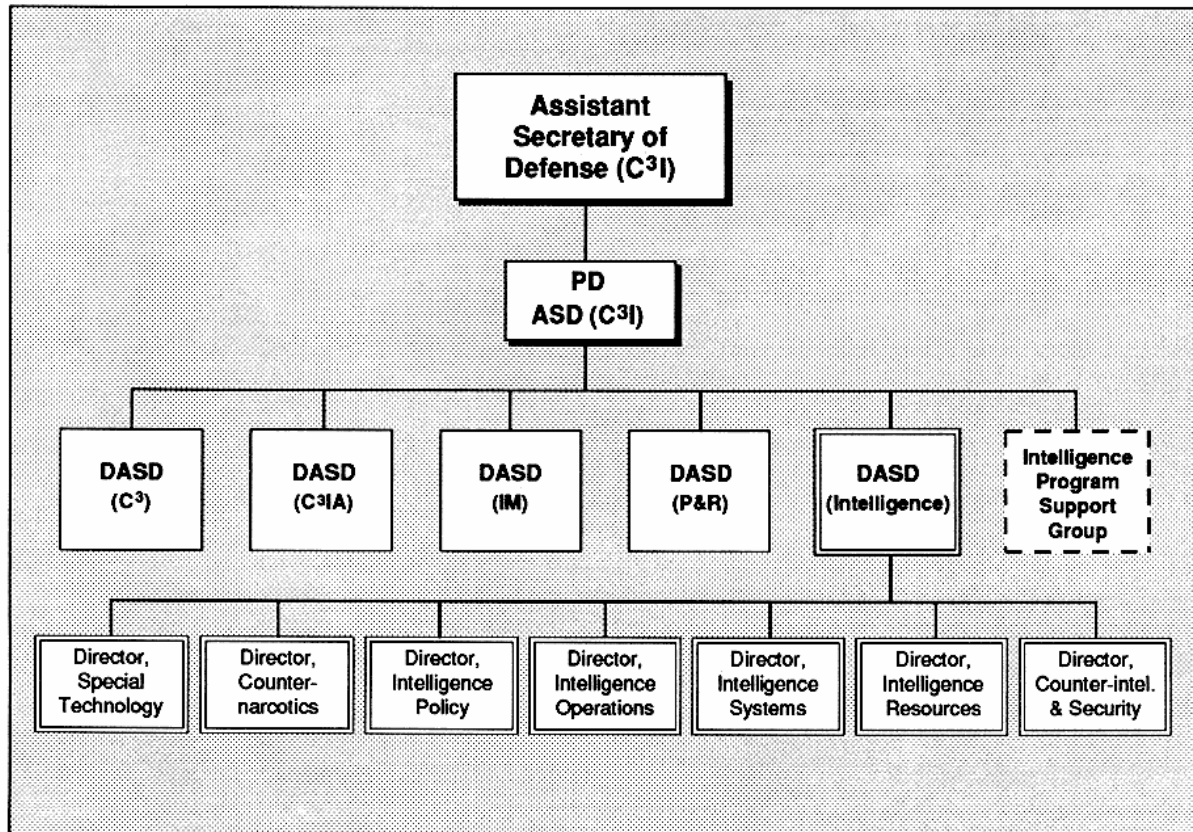 Assistant
Secretary of
Defense (C³I)
PD
ASD (C³I)
DASD
(C³)
DASD
(C³IA)
DASD
(IM)
DASD
(P&R)
DASD
(Intelligence)
Intelligence
Program
Support
Group
Director,
Special
Technology
Director,
Counter-
narcotics
Director,
Intelligence
Policy
Director,
Intelligence
Operations
Director,
Intelligence
Systems
Director,
Intelligence
Resources
Director,
Counter-intel.
& Security